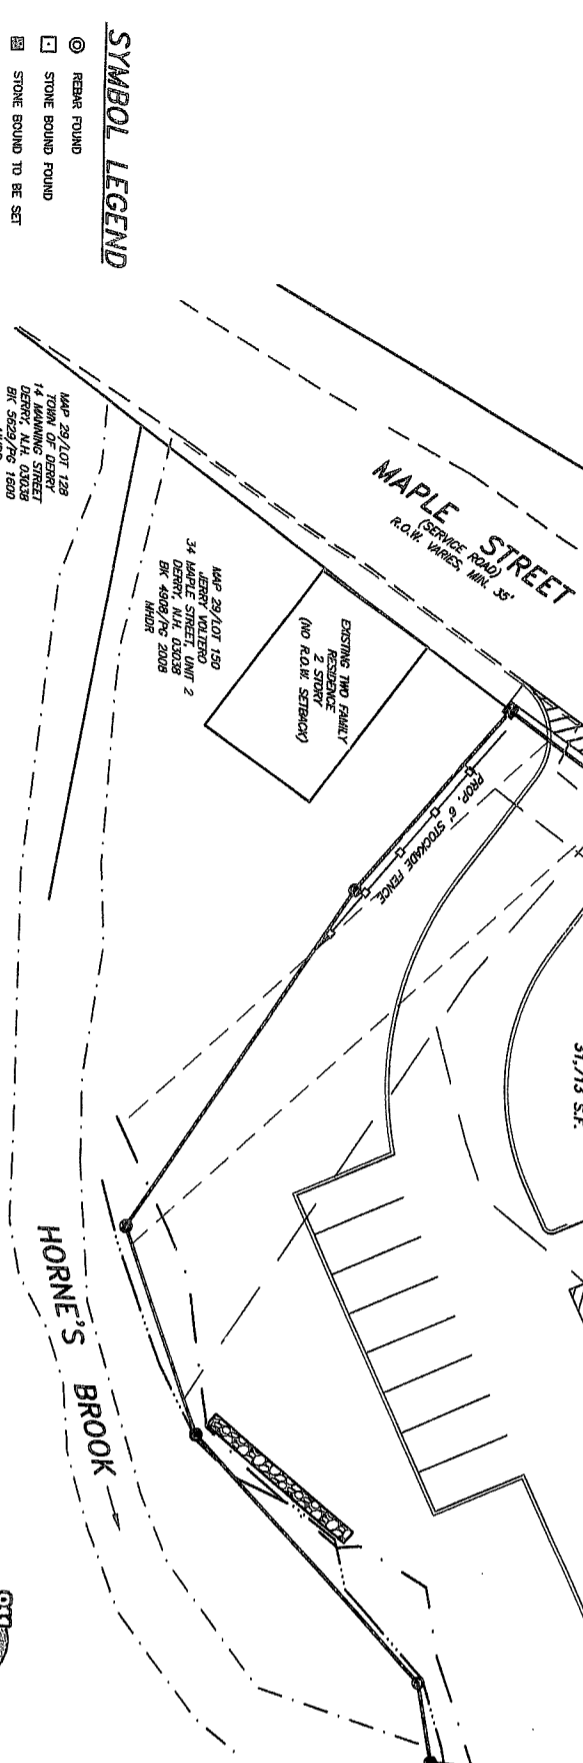 SYMBOL LEGEND
REBAR FOUND
STONE BOUND FOUND
STONE BOUND TO BE SET
MAPLE STREET
(SERVICE ROAD)
R.O.W. VARIES, MIN. 35'
MAP 29/LOT 128
TOWN OF DERRY
14 MANNING STREET
DERRY, N.H. 03038
BK 5629/PG 1600
MAP 29/LOT 150
JERRY VOLTERO
34 MAPLE STREET, UNIT 2
DERRY, N.H. 03038
BK 4908/PG 2008
NHDR
EXISTING TWO FAMILY
RESIDENCE
2 STORY
(NO R.O.W. SETBACK)
PROP. 6' STOCKADE FENCE
31,713 S.F.
HORNE'S BROOK